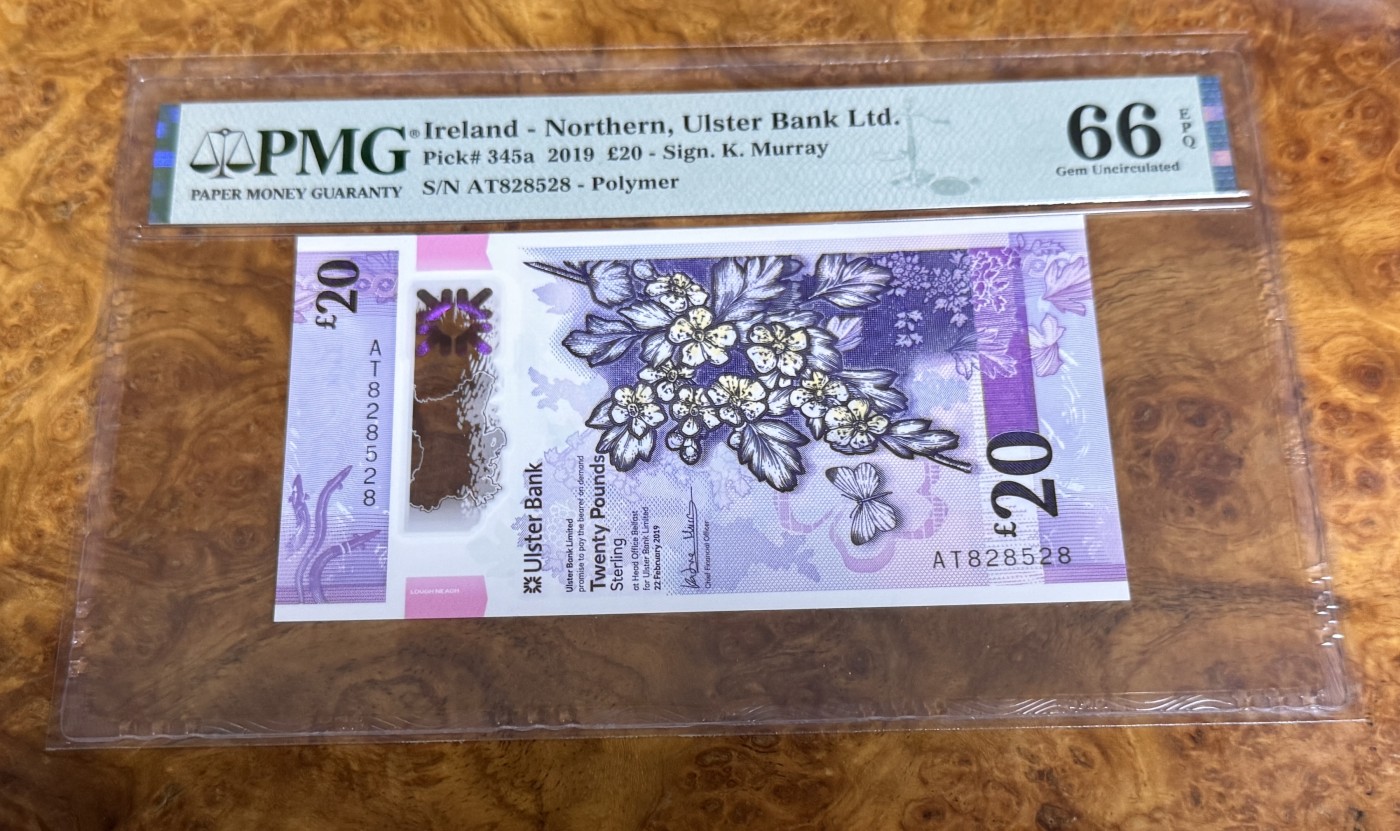 PMG®
PAPER MONEY GUARANTY
Ireland - Northern, Ulster Bank Ltd.
Pick# 345a 2019 £20 - Sign. K. Murray
S/N AT828528 - Polymer
66
EPQ
Gem Uncirculated
£20
AT828528
LOUGH NEAGH
Ulster Bank
Ulster Bank Limited
promise to pay the bearer on demand
Twenty Pounds
Sterling
at Head Office Belfast
for Ulster Bank Limited
22 February 2019
Chief Financial Officer
£20
AT828528